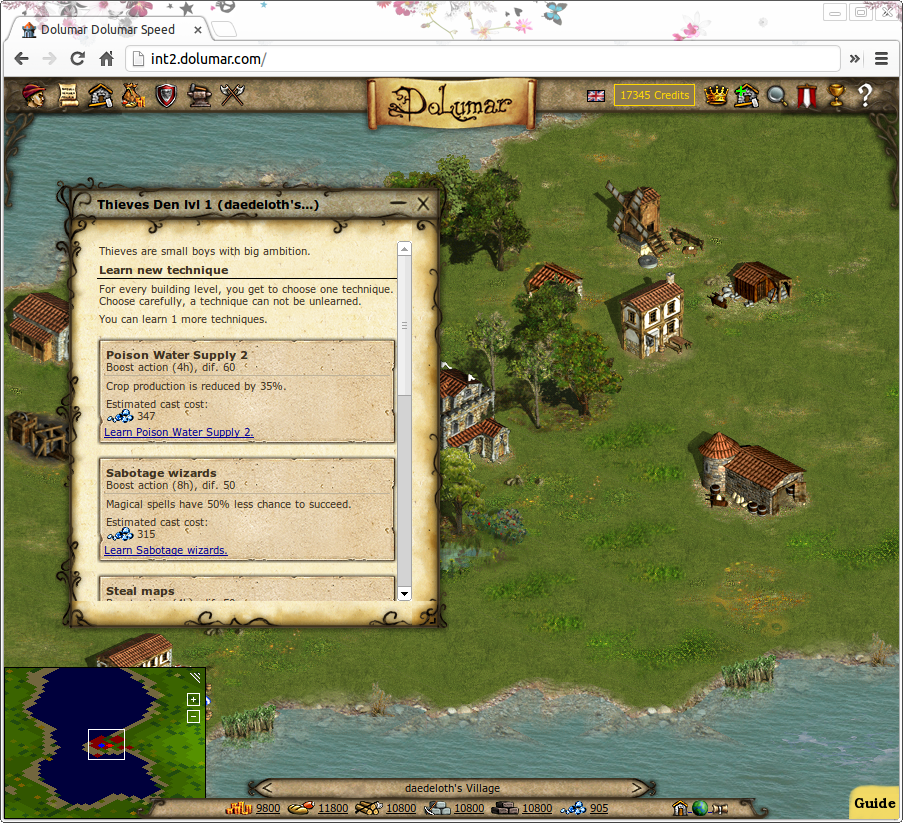 Dolumar Dolumar Speed
int2.dolumar.com/
Dolumar
17345 Credits
Thieves Den lvl 1 (daedeloth's...)
Thieves are small boys with big ambition.
Learn new technique
For every building level, you get to choose one technique.
Choose carefully, a technique can not be unlearned.
You can learn 1 more techniques.
Poison Water Supply 2
Boost action (4h), dif. 60
Crop production is reduced by 35%.
Estimated cast cost:
347
Learn Poison Water Supply 2.
Sabotage wizards
Boost action (8h), dif. 50
Magical spells have 50% less chance to succeed.
Estimated cast cost:
315
Learn Sabotage wizards.
Steal maps
daedeloth's Village
9800 11800 10800 10800 10800 905
Guide